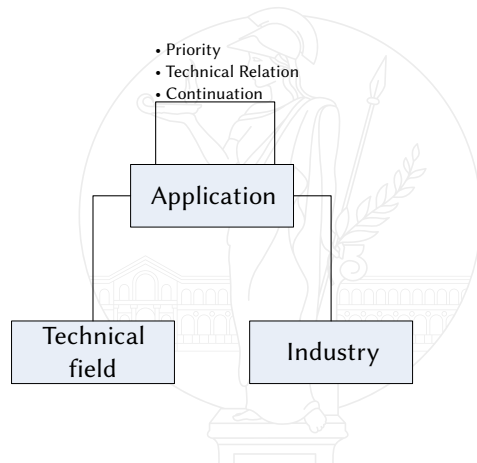 • Priority
• Technical Relation
• Continuation
Application
Technical
field
Industry